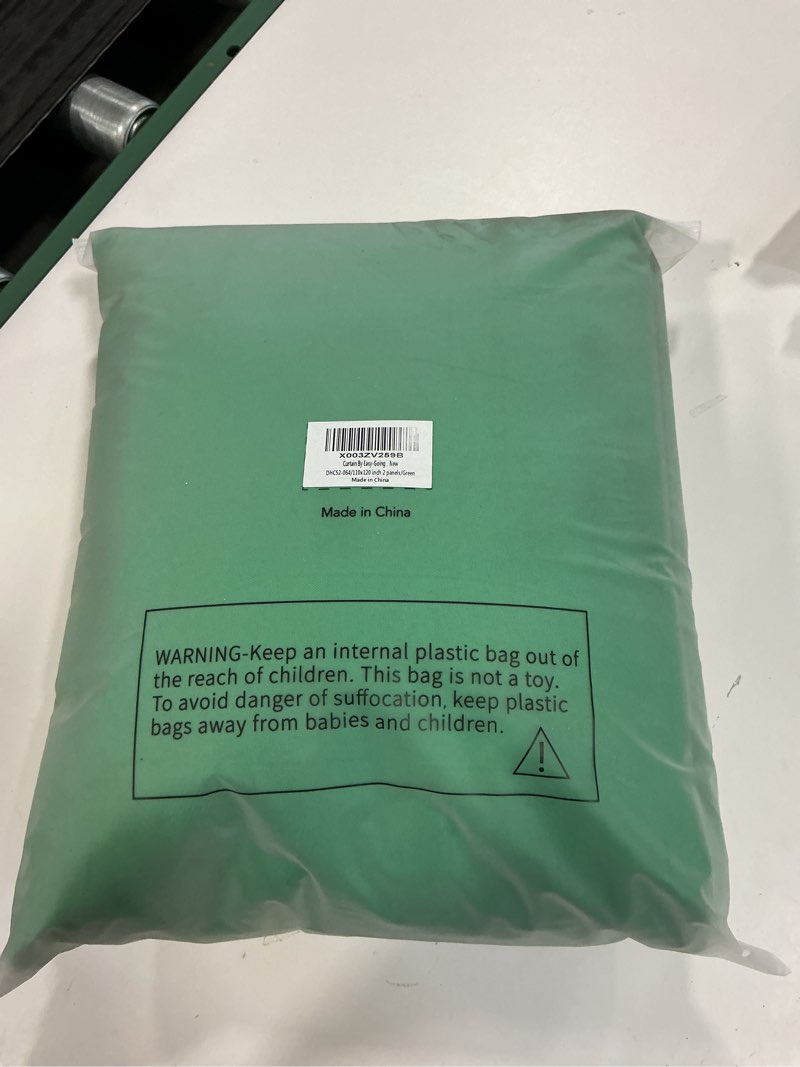 X003ZV259B
Curtain By Easy-Going . New
DHCS2-064/110x120 inch 2 panels/Green
Made in China
Made in China
WARNING-Keep an internal plastic bag out of
the reach of children. This bag is not a toy.
To avoid danger of suffocation, keep plastic
bags away from babies and children.
!